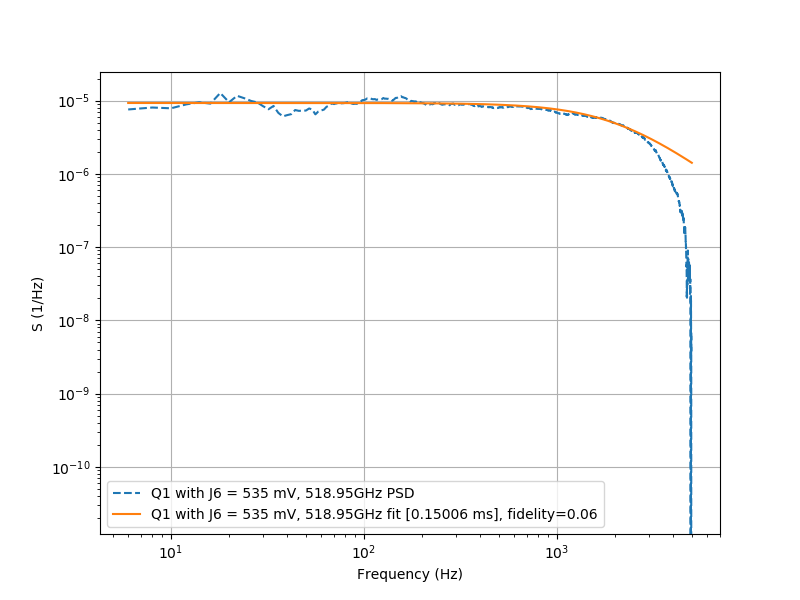 10⁻⁵
10⁻⁶
10⁻⁷
10⁻⁸
10⁻⁹
10⁻¹⁰
S (1/Hz)
Q1 with J6 = 535 mV, 518.95GHz PSD
Q1 with J6 = 535 mV, 518.95GHz fit [0.15006 ms], fidelity=0.06
10¹ 10² 10³
Frequency (Hz)